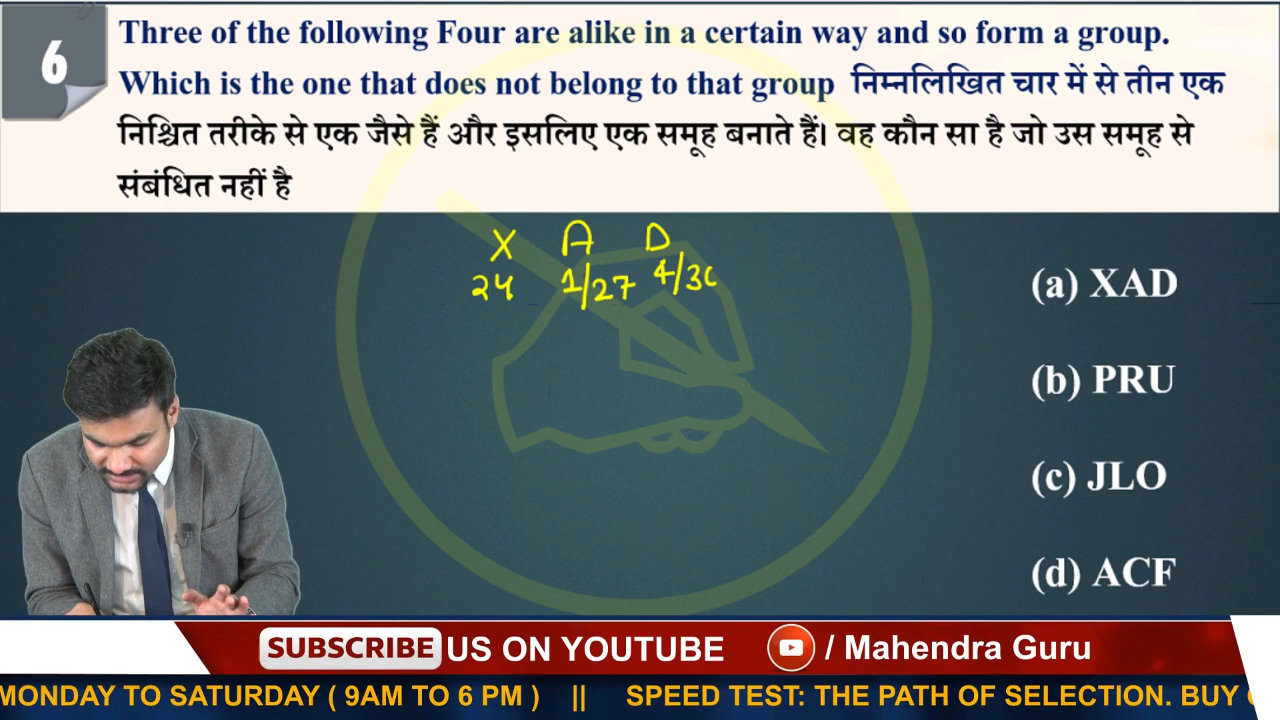 6
Three of the following Four are alike in a certain way and so form a group.
Which is the one that does not belong to that group निम्नलिखित चार में से तीन एक
निश्चित तरीके से एक जैसे हैं और इसलिए एक समूह बनाते हैं। वह कौन सा है जो उस समूह से
संबंधित नहीं है
X A D
24 1/27 4/30
(a) XAD
(b) PRU
(c) JLO
(d) ACF
SUBSCRIBE US ON YOUTUBE / Mahendra Guru
MONDAY TO SATURDAY ( 9AM TO 6 PM ) || SPEED TEST: THE PATH OF SELECTION. BUY